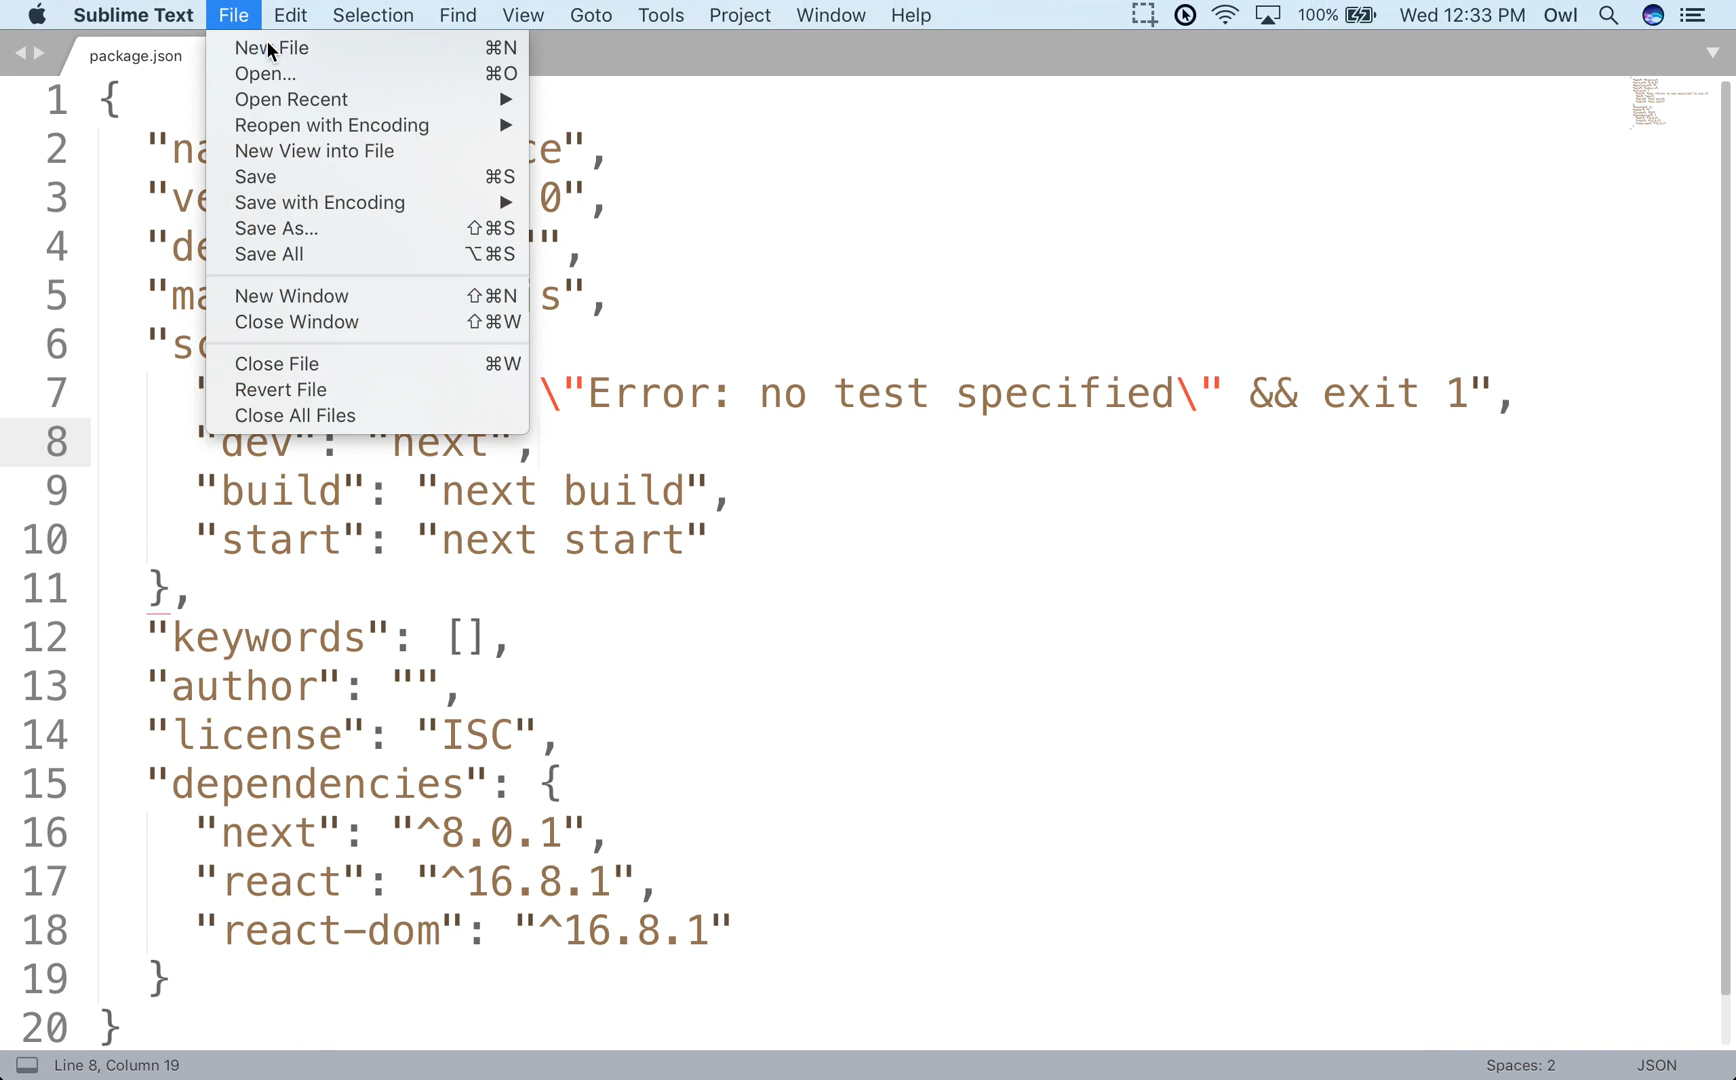 Sublime Text File Edit Selection Find View Goto Tools Project Window Help 100% Wed 12:33 PM Owl
package.json
New File ⌘N
Open... ⌘O
Open Recent ▶
Reopen with Encoding ▶
New View into File
Save ⌘S
Save with Encoding ▶
Save As... ⇧⌘S
Save All ⌥⌘S
New Window ⇧⌘N
Close Window ⇧⌘W
Close File ⌘W
Revert File
Close All Files
1 {
2 "na ce",
3 "ve 0",
4 "de "",
5 "ma s",
6 "sc
7 " \"Error: no test specified\" && exit 1",
8 "dev": "next",
9 "build": "next build",
10 "start": "next start"
11 },
12 "keywords": [],
13 "author": "",
14 "license": "ISC",
15 "dependencies": {
16 "next": "^8.0.1",
17 "react": "^16.8.1",
18 "react-dom": "^16.8.1"
19 }
20 }
Line 8, Column 19 Spaces: 2 JSON